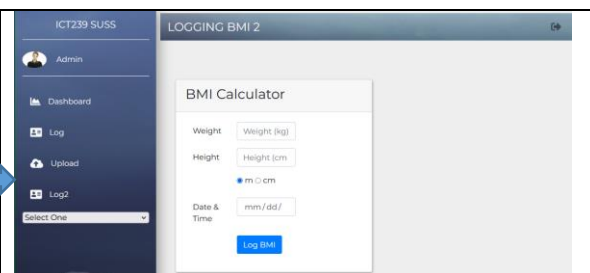 ICT239 SUSS
LOGGING BMI 2
Admin
Dashboard
Log
Upload
Log2
Select One
BMI Calculator
Weight Weight (kg)
Height Height (cm
m cm
Date & mm/dd/
Time
Log BMI